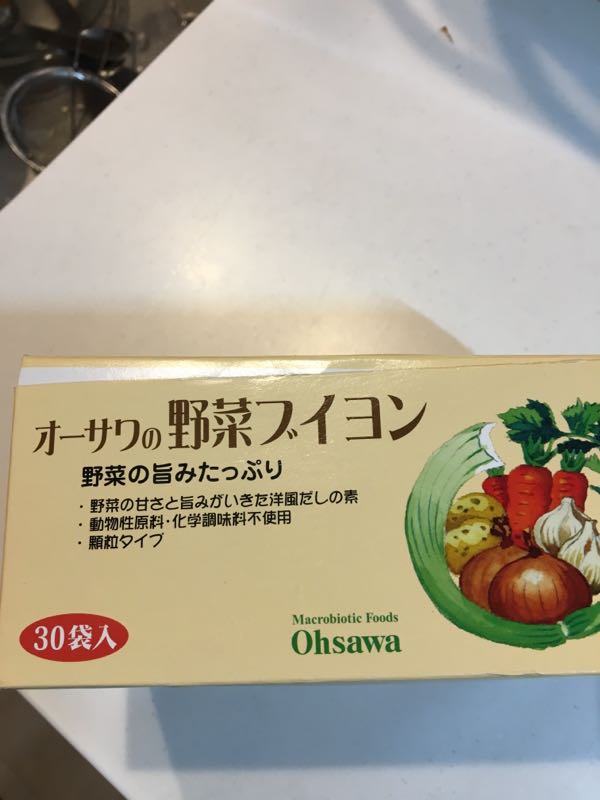 オーサワの野菜ブイヨン
野菜の旨みたっぷり
・野菜の甘さと旨みがいきた洋風だしの素
・動物性原料・化学調味料不使用
・顆粒タイプ
30袋入
Macrobiotic Foods
Ohsawa